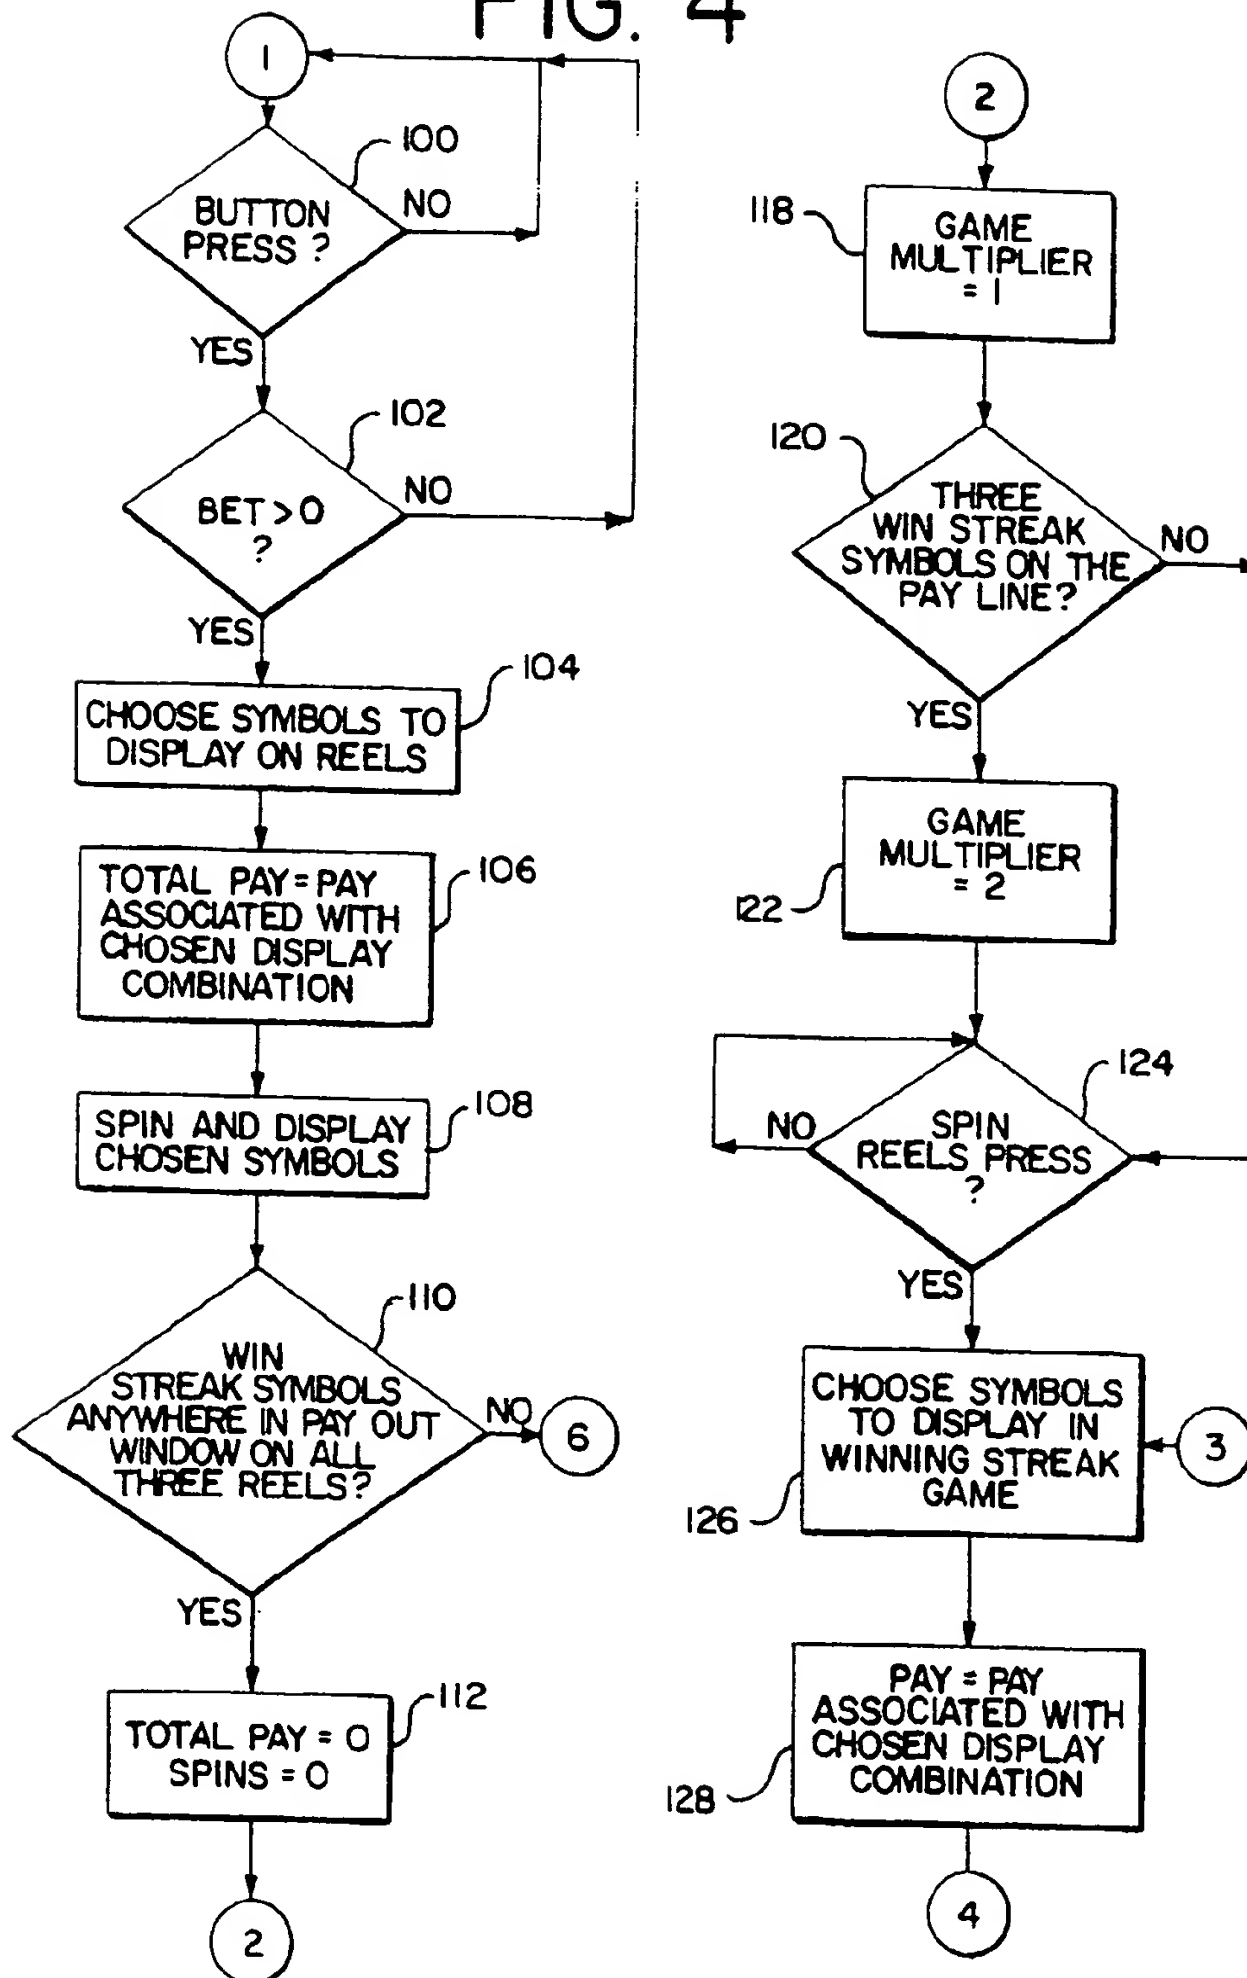 FIG. 4
1
100
BUTTON
PRESS ?
NO
YES
102
BET > 0
?
NO
YES
104
CHOOSE SYMBOLS TO
DISPLAY ON REELS
106
TOTAL PAY = PAY
ASSOCIATED WITH
CHOSEN DISPLAY
COMBINATION
108
SPIN AND DISPLAY
CHOSEN SYMBOLS
110
WIN
STREAK SYMBOLS
ANYWHERE IN PAY OUT
WINDOW ON ALL
THREE REELS?
NO
6
YES
112
TOTAL PAY = 0
SPINS = 0
2
2
118
GAME
MULTIPLIER
= 1
120
THREE
WIN STREAK
SYMBOLS ON THE
PAY LINE?
NO
YES
GAME
MULTIPLIER
= 2
122
124
SPIN
REELS PRESS
?
NO
YES
CHOOSE SYMBOLS
TO DISPLAY IN
WINNING STREAK
GAME
3
126
PAY = PAY
ASSOCIATED WITH
CHOSEN DISPLAY
COMBINATION
128
4